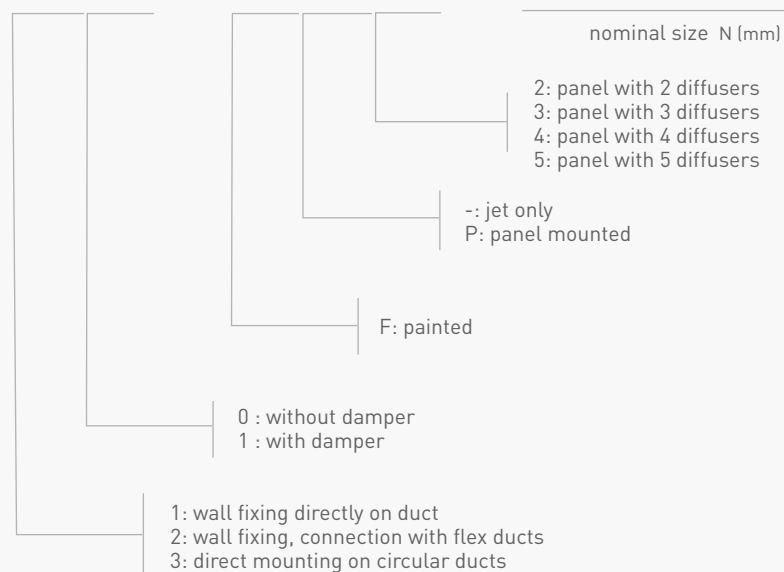 nominal size N (mm)
2: panel with 2 diffusers
3: panel with 3 diffusers
4: panel with 4 diffusers
5: panel with 5 diffusers
-: jet only
P: panel mounted
F: painted
0 : without damper
1 : with damper
1: wall fixing directly on duct
2: wall fixing, connection with flex ducts
3: direct mounting on circular ducts